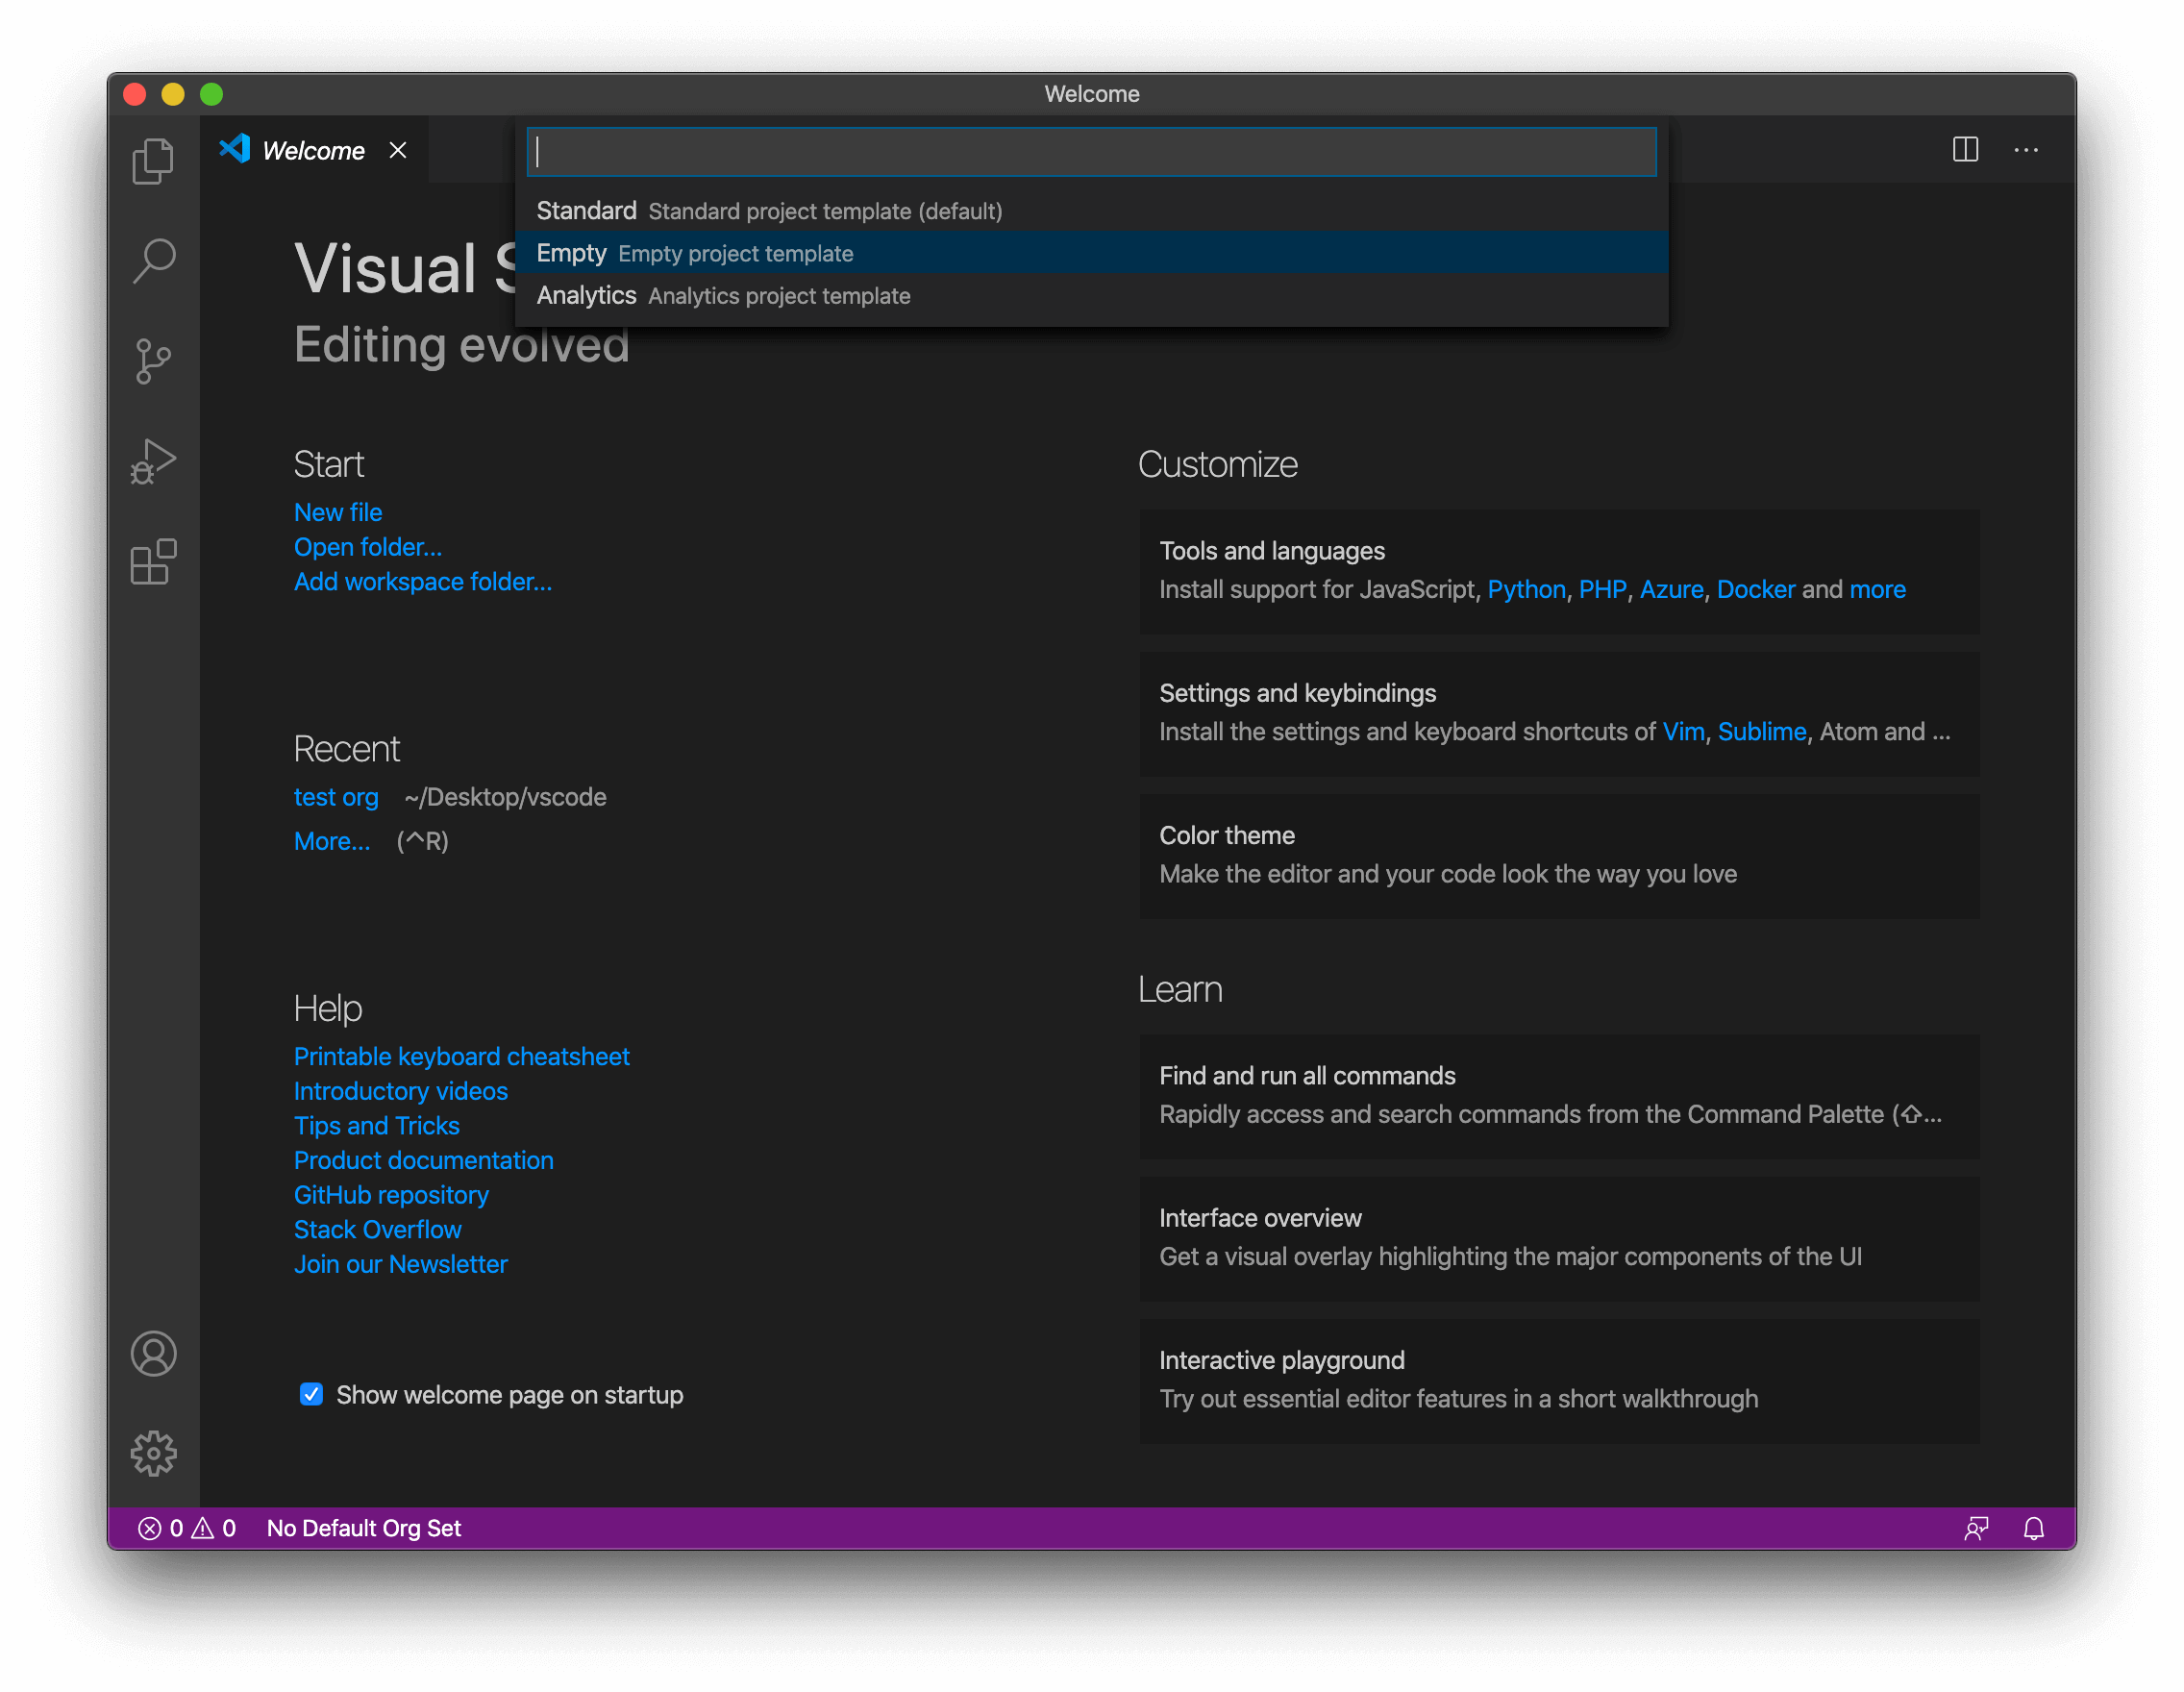 Welcome
Welcome
Standard Standard project template (default)
Empty Empty project template
Analytics Analytics project template
Visual
Editing evolved
Start
New file
Open folder...
Add workspace folder...
Recent
test org ~/Desktop/vscode
More... (^R)
Help
Printable keyboard cheatsheet
Introductory videos
Tips and Tricks
Product documentation
GitHub repository
Stack Overflow
Join our Newsletter
Show welcome page on startup
Customize
Tools and languages
Install support for JavaScript, Python, PHP, Azure, Docker and more
Settings and keybindings
Install the settings and keyboard shortcuts of Vim, Sublime, Atom and ...
Color theme
Make the editor and your code look the way you love
Learn
Find and run all commands
Rapidly access and search commands from the Command Palette (⇧...
Interface overview
Get a visual overlay highlighting the major components of the UI
Interactive playground
Try out essential editor features in a short walkthrough
0 0 No Default Org Set